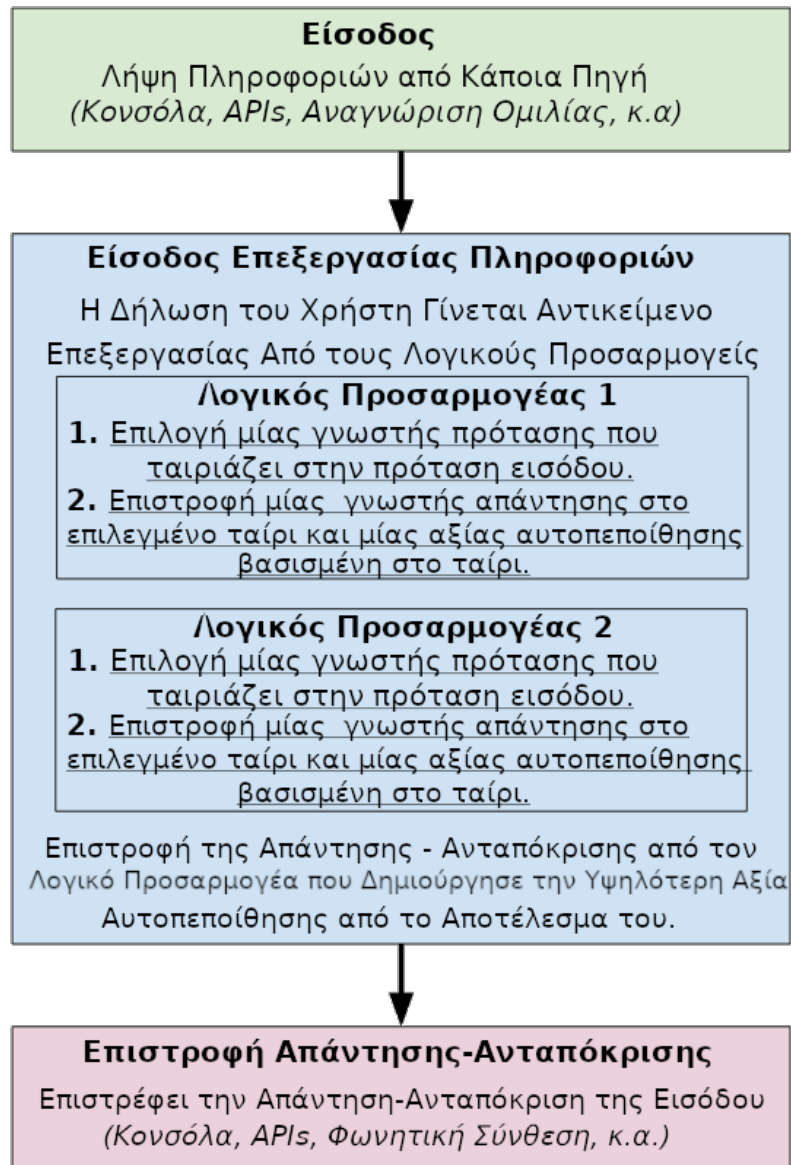 Είσοδος
Λήψη Πληροφοριών από Κάποια Πηγή
(Κονσόλα, APIs, Αναγνώριση Ομιλίας, κ.α)
Είσοδος Επεξεργασίας Πληροφοριών
Η Δήλωση του Χρήστη Γίνεται Αντικείμενο
Επεξεργασίας Από τους Λογικούς Προσαρμογείς
Λογικός Προσαρμογέας 1
1. Επιλογή μίας γνωστής πρότασης που
ταιριάζει στην πρόταση εισόδου.
2. Επιστροφή μίας γνωστής απάντησης στο
επιλεγμένο ταίρι και μίας αξίας αυτοπεποίθησης
βασισμένη στο ταίρι.
Λογικός Προσαρμογέας 2
1. Επιλογή μίας γνωστής πρότασης που
ταιριάζει στην πρόταση εισόδου.
2. Επιστροφή μίας γνωστής απάντησης στο
επιλεγμένο ταίρι και μίας αξίας αυτοπεποίθησης
βασισμένη στο ταίρι.
Επιστροφή της Απάντησης - Ανταπόκρισης από τον
Λογικό Προσαρμογέα που Δημιούργησε την Υψηλότερη Αξία
Αυτοπεποίθησης από το Αποτέλεσμα του.
Επιστροφή Απάντησης-Ανταπόκρισης
Επιστρέφει την Απάντηση-Ανταπόκριση της Εισόδου
(Κονσόλα, APIs, Φωνητική Σύνθεση, κ.α.)